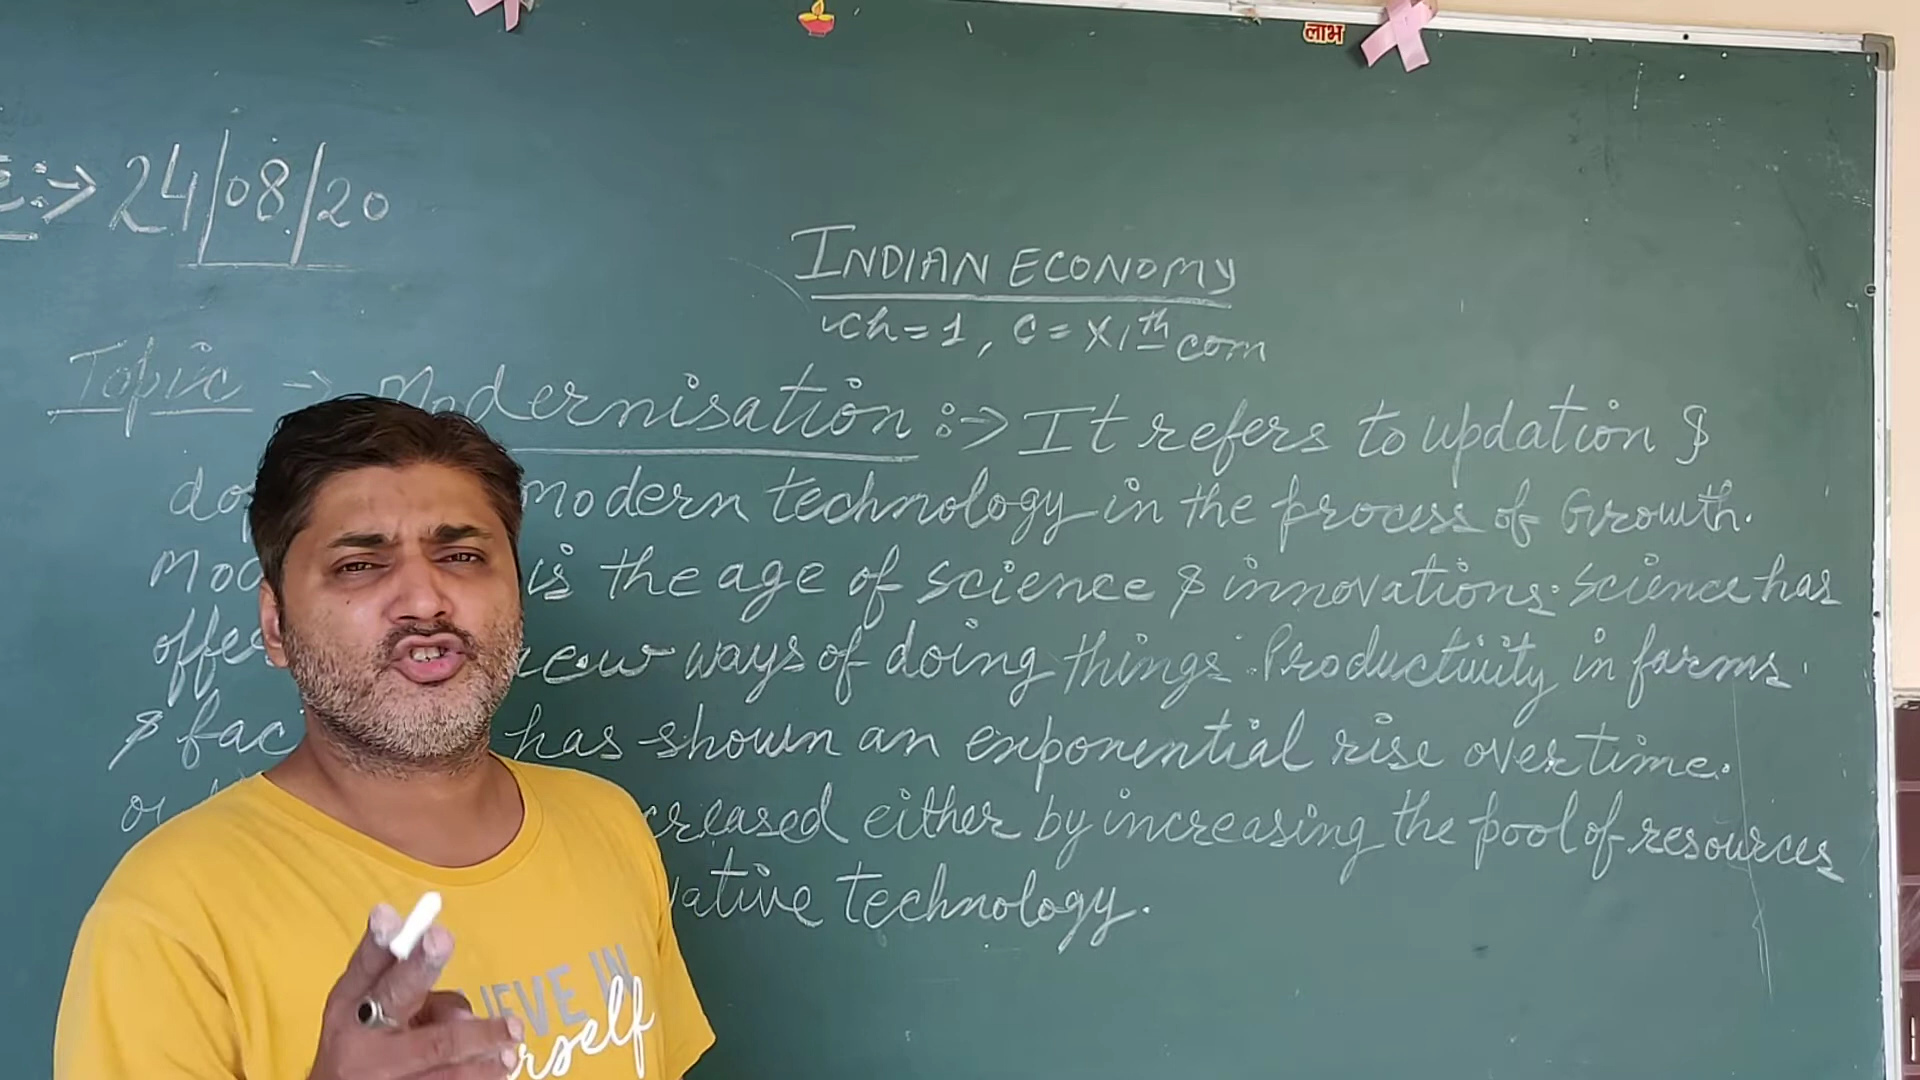 लाभ
:-> 24/08/20
INDIAN ECONOMY
Ch=1, C= XIth com
Topic -> Modernisation :-> It refers to updation &
modern technology in the process of Growth.
is the age of science & innovations. Science has
ways of doing things. Productivity in farms
& has shown an exponential rise over time.
either by increasing the pool of resources
technology.